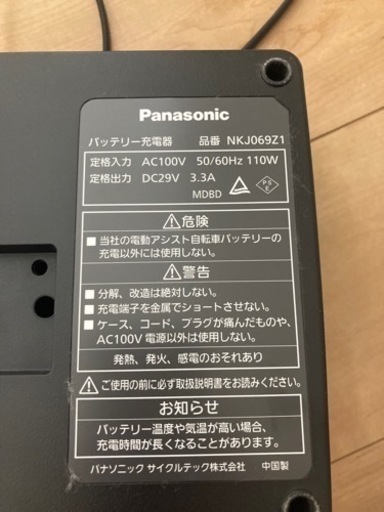 Panasonic
バッテリー充電器 品番 NKJ069Z1
定格入力 AC100V 50/60Hz 110W
定格出力 DC29V 3.3A
MDBD
PS
E
⚠危険
■当社の電動アシスト自転車バッテリーの
充電以外には使用しない。
⚠警告
■分解、改造は絶対しない。
■充電端子を金属でショートさせない。
■ケース、コード、プラグが痛んだものや、
AC100V電源以外は使用しない。
発熱、発火、感電のおそれあり
⚠ご使用の前に必ず取扱説明書をお読みください。
お知らせ
バッテリー温度や気温が高い場合、
充電時間が長くなることがあります。
パナソニック サイクルテック株式会社 中国製